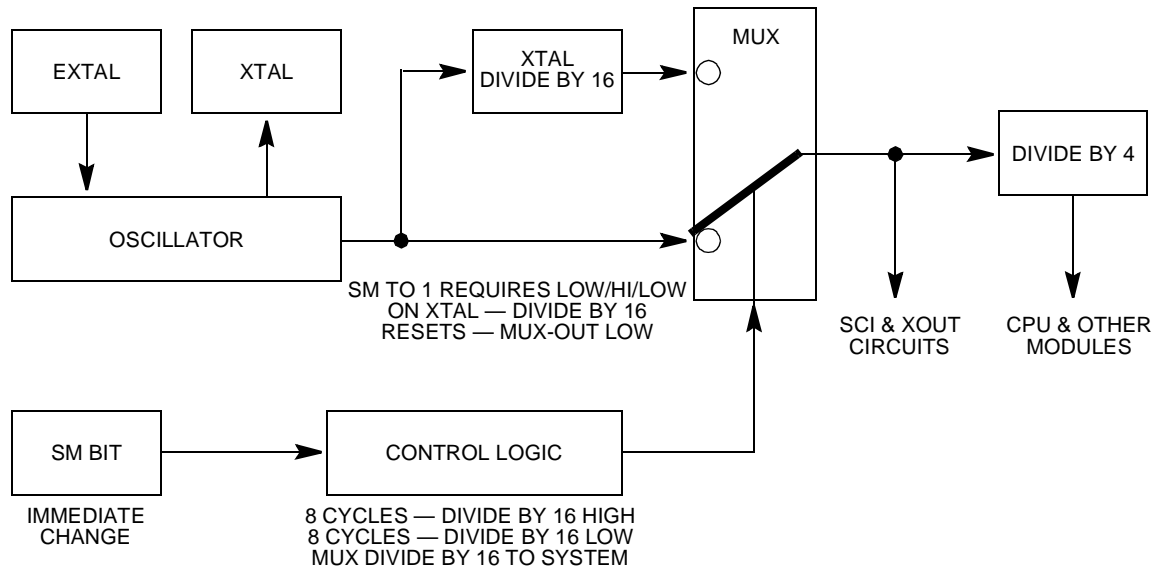 EXTAL
XTAL
XTAL
DIVIDE BY 16
MUX
DIVIDE BY 4
OSCILLATOR
SM TO 1 REQUIRES LOW/HI/LOW
ON XTAL — DIVIDE BY 16
RESETS — MUX-OUT LOW
SCI & XOUT
CIRCUITS
CPU & OTHER
MODULES
SM BIT
CONTROL LOGIC
IMMEDIATE
CHANGE
8 CYCLES — DIVIDE BY 16 HIGH
8 CYCLES — DIVIDE BY 16 LOW
MUX DIVIDE BY 16 TO SYSTEM